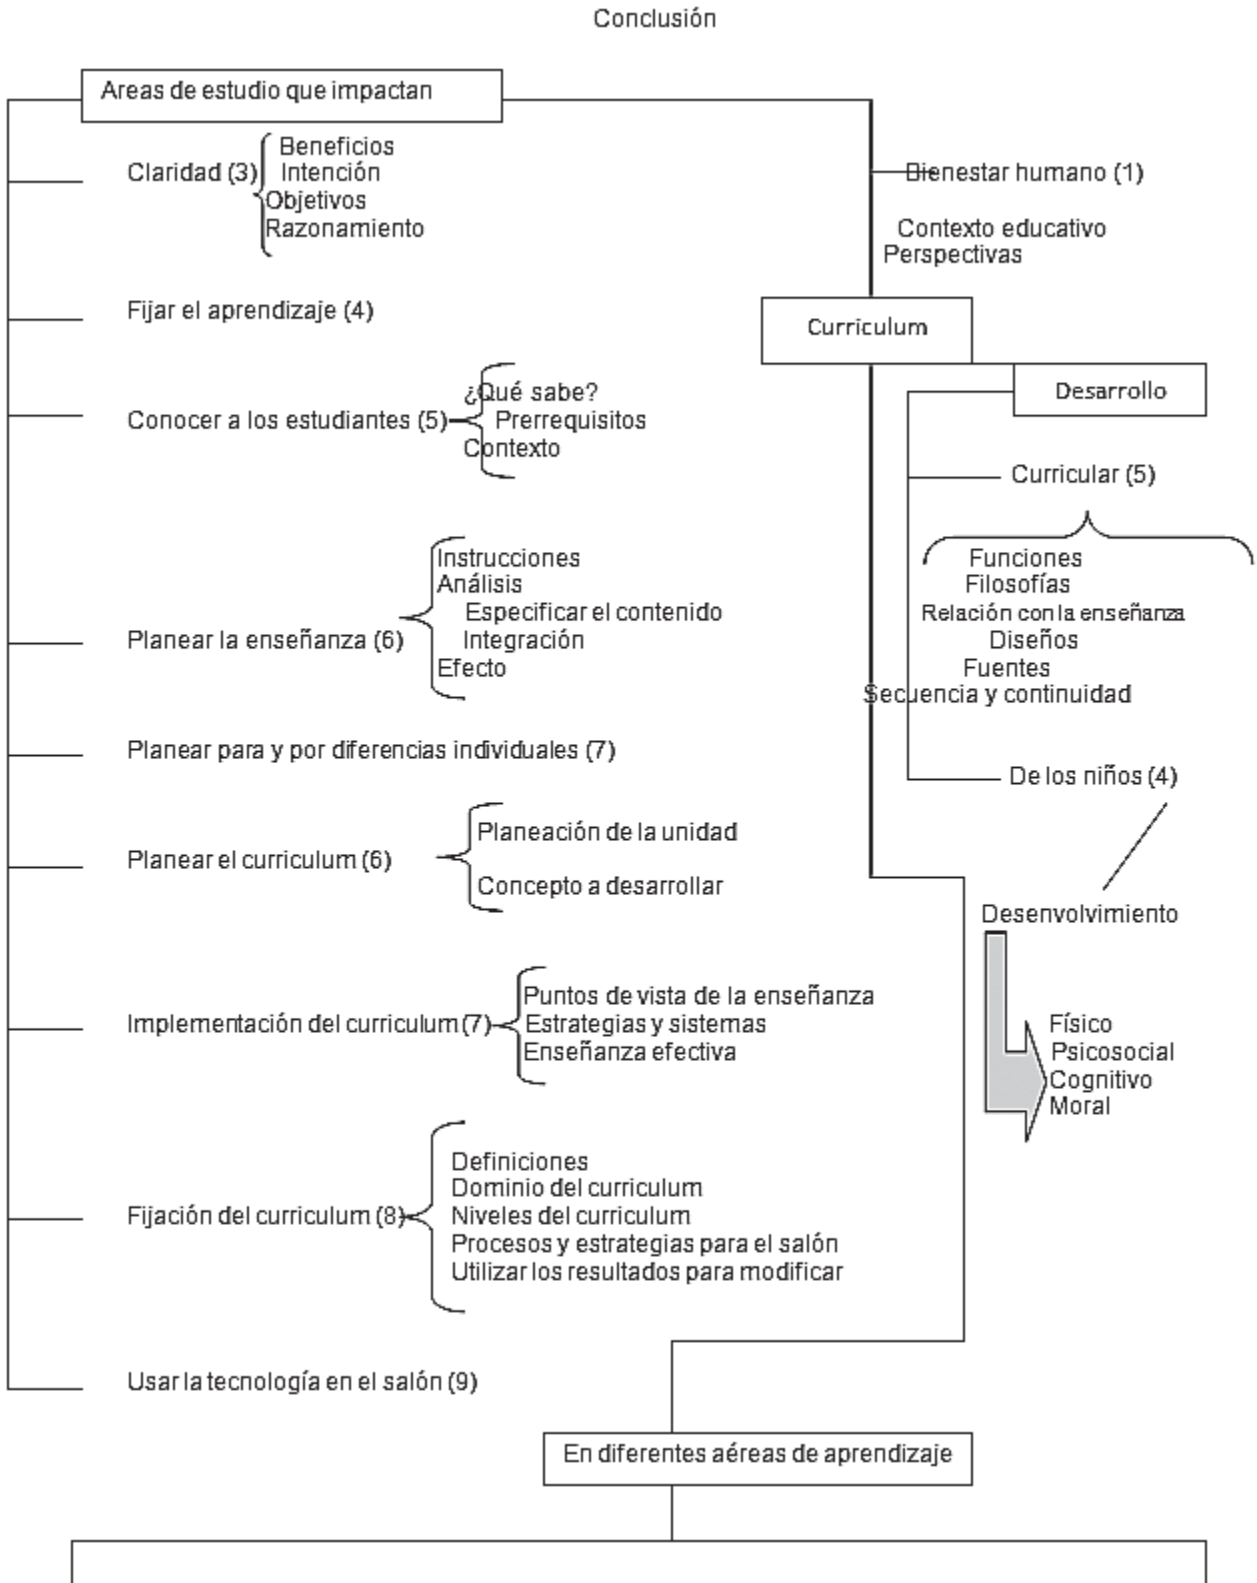 Conclusión
Areas de estudio que impactan
Claridad (3)
Beneficios
Intención
Objetivos
Razonamiento
Fijar el aprendizaje (4)
Conocer a los estudiantes (5)
¿Qué sabe?
Prerrequisitos
Contexto
Planear la enseñanza (6)
Instrucciones
Análisis
Especificar el contenido
Integración
Efecto
Planear para y por diferencias individuales (7)
Planear el curriculum (6)
Planeación de la unidad
Concepto a desarrollar
Implementación del curriculum (7)
Puntos de vista de la enseñanza
Estrategias y sistemas
Enseñanza efectiva
Fijación del curriculum (8)
Definiciones
Dominio del curriculum
Niveles del curriculum
Procesos y estrategias para el salón
Utilizar los resultados para modificar
Usar la tecnología en el salón (9)
Bienestar humano (1)
Contexto educativo
Perspectivas
Curriculum
Desarrollo
Curricular (5)
Funciones
Filosofías
Relación con la enseñanza
Diseños
Fuentes
Secuencia y continuidad
De los niños (4)
Desenvolvimiento
Físico
Psicosocial
Cognitivo
Moral
En diferentes aéreas de aprendizaje